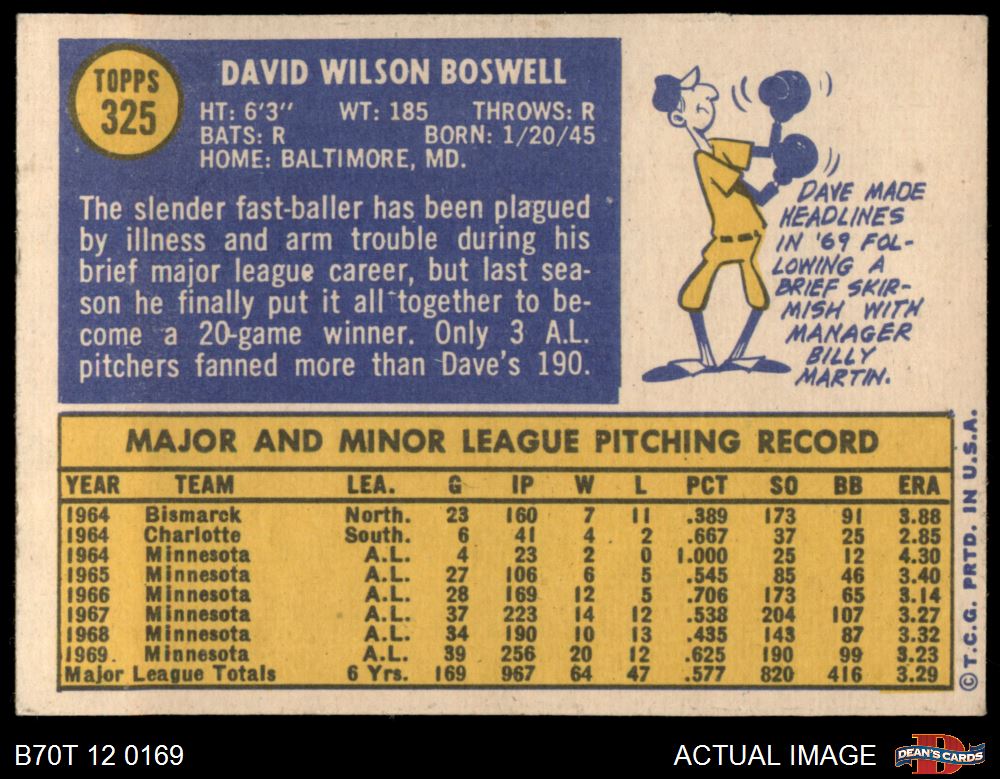 TOPPS
325
DAVID WILSON BOSWELL
HT: 6'3" WT: 185 THROWS: R
BATS: R BORN: 1/20/45
HOME: BALTIMORE, MD.
The slender fast-baller has been plagued
by illness and arm trouble during his
brief major league career, but last sea-
son he finally put it all together to be-
come a 20-game winner. Only 3 A.L.
pitchers fanned more than Dave's 190.
DAVE MADE
HEADLINES
IN '69 FOL-
LOWING A
BRIEF SKIR-
MISH WITH
MANAGER
BILLY
MARTIN.
MAJOR AND MINOR LEAGUE PITCHING RECORD
YEAR TEAM LEA. G IP W L PCT SO BB ERA
1964 Bismarck North. 23 160 7 11 .389 173 91 3.88
1964 Charlotte South. 6 41 4 2 .667 37 25 2.85
1964 Minnesota A.L. 4 23 2 0 1.000 25 12 4.30
1965 Minnesota A.L. 27 106 6 5 .545 85 46 3.40
1966 Minnesota A.L. 28 169 12 5 .706 173 65 3.14
1967 Minnesota A.L. 37 223 14 12 .538 204 107 3.27
1968 Minnesota A.L. 34 190 10 13 .435 143 87 3.32
1969 Minnesota A.L. 39 256 20 12 .625 190 99 3.23
Major League Totals 6 Yrs. 169 967 64 47 .577 820 416 3.29
©T.C.G. PRTD. IN U.S.A.
B70T 12 0169
ACTUAL IMAGE
D
DEAN'S CARDS